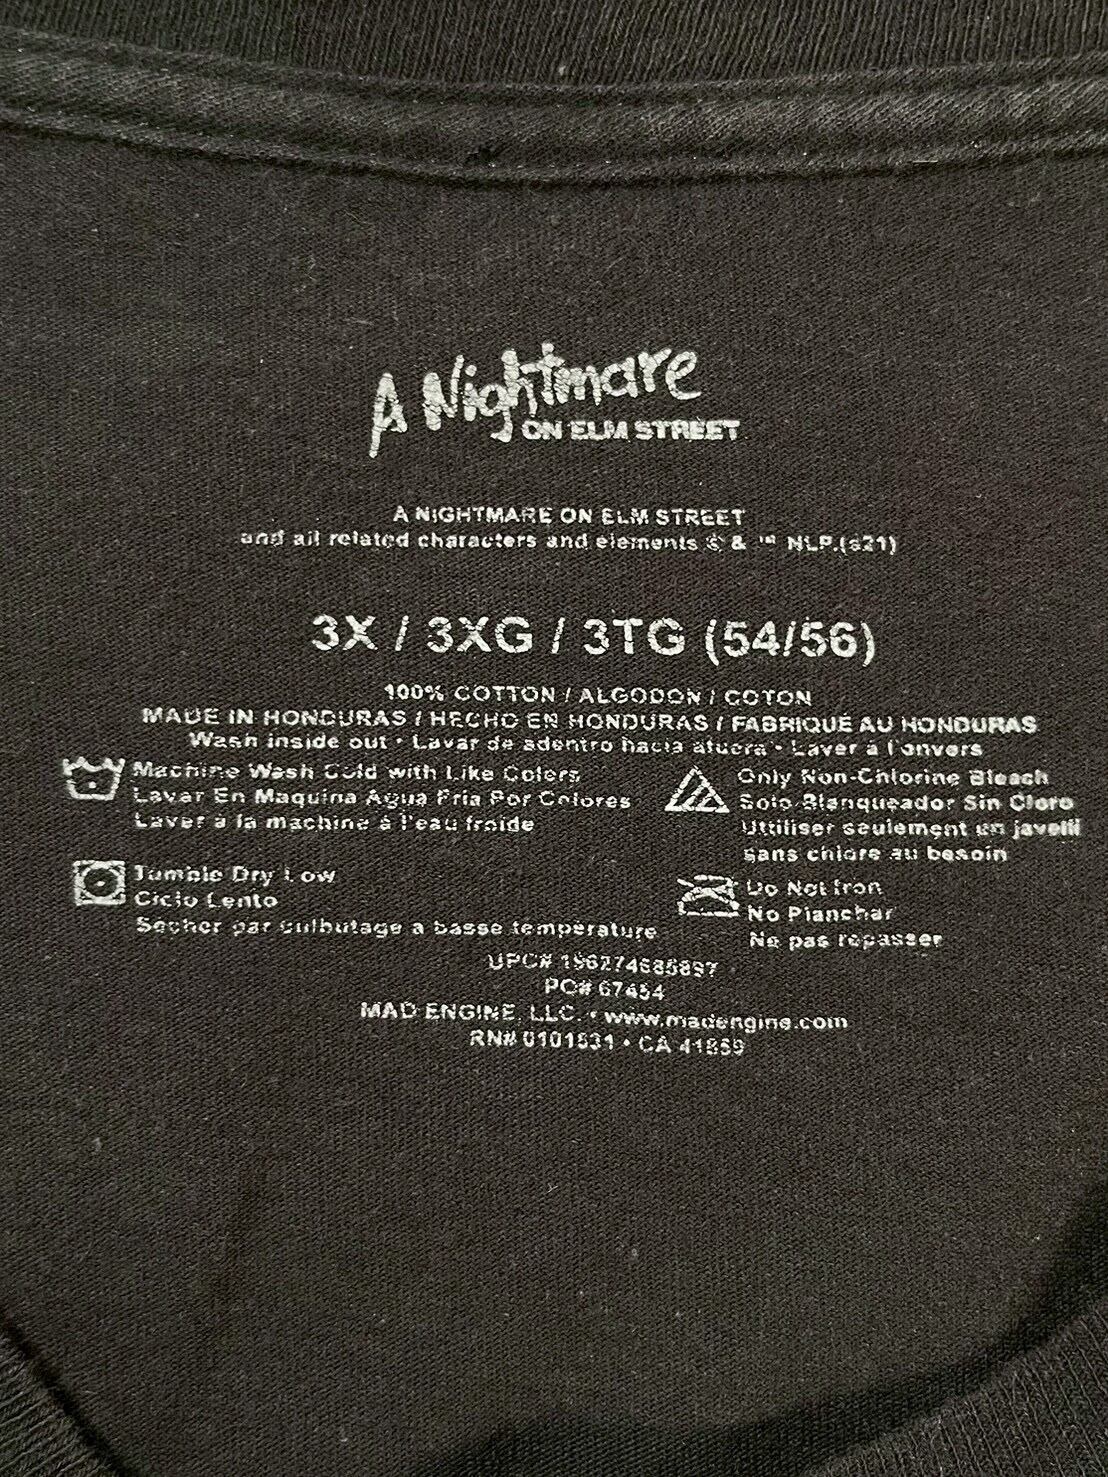 A Nightmare
ON ELM STREET
A NIGHTMARE ON ELM STREET
and all related characters and elements © & ™ NLP.(s21)
3X / 3XG / 3TG (54/56)
100% COTTON / ALGODON / COTON
MADE IN HONDURAS / HECHO EN HONDURAS / FABRIQUÉ AU HONDURAS
Wash inside out • Lavar de adentro hacia afuera • Laver a l'anvers
Machine Wash Cold with Like Colors
Lavar En Maquina Agua Fria Por Colores
Laver a la machine à l'eau froide
Only Non-Chlorine Bleach
Solo Blanqueador Sin Cloro
Uttiliser seulement un javelli
sans chlore au besoin
Tumble Dry Low
Ciclo Lento
Secher par culbutage a basse temperature
Do Not Iron
No Planchar
Ne pas repasser
UPC#
PO# 67454
MAD ENGINE, LLC. • www.madengine.com
RN# 0101531 • CA 41859